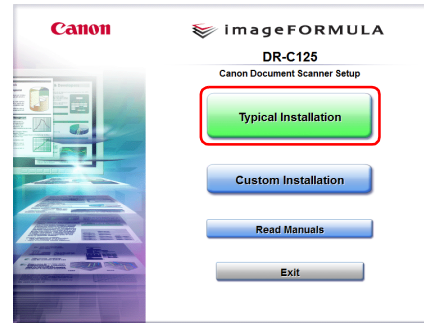 Canon
imageFORMULA
DR-C125
Canon Document Scanner Setup
Typical Installation
Custom Installation
Read Manuals
Exit